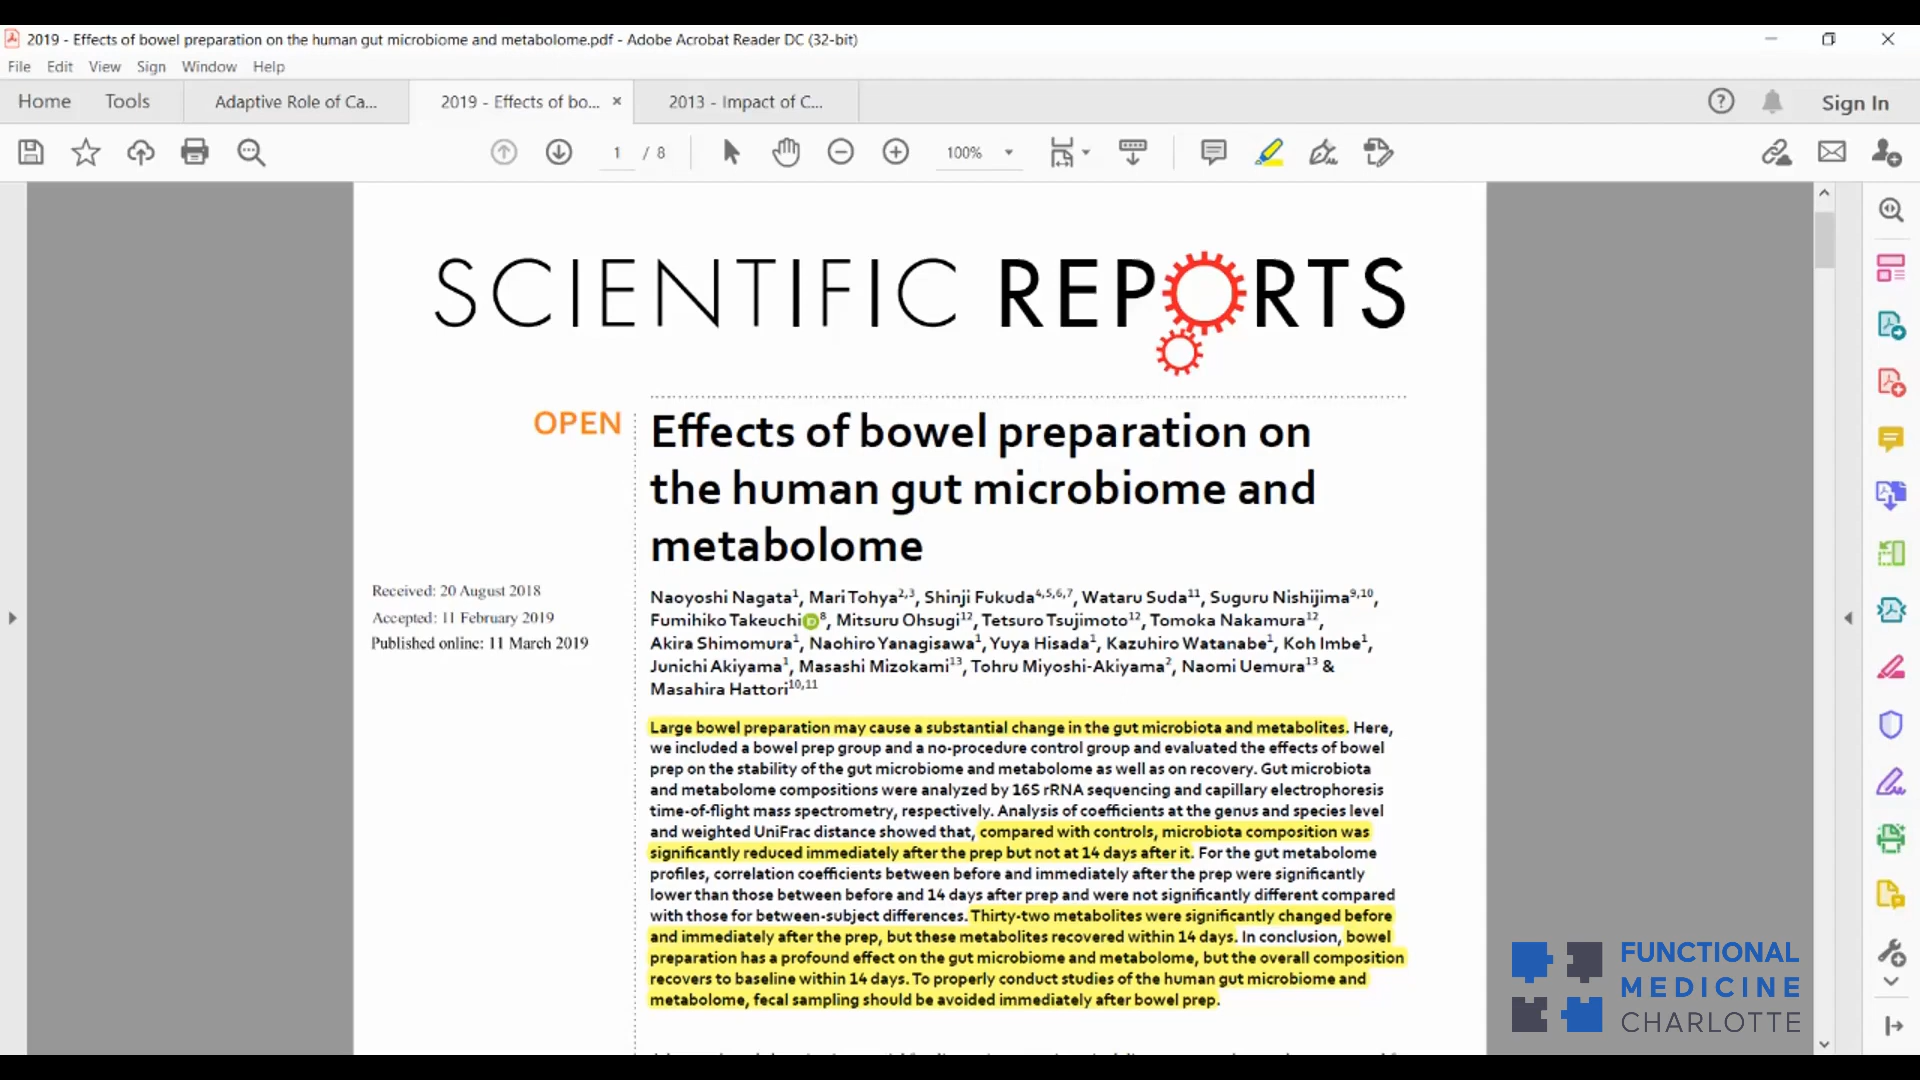 2019 - Effects of bowel preparation on the human gut microbiome and metabolome.pdf - Adobe Acrobat Reader DC (32-bit)
File Edit View Sign Window Help
Home Tools Adaptive Role of Ca... 2019 - Effects of bo... × 2013 - Impact of C... Sign In
1 / 8 100%
SCIENTIFIC REPORTS
OPEN
Effects of bowel preparation on
the human gut microbiome and
metabolome
Received: 20 August 2018
Accepted: 11 February 2019
Published online: 11 March 2019
Naoyoshi Nagata1, Mari Tohya2,3, Shinji Fukuda4,5,6,7, Wataru Suda11, Suguru Nishijima9,10,
Fumihiko Takeuchi8, Mitsuru Ohsugi12, Tetsuro Tsujimoto12, Tomoka Nakamura12,
Akira Shimomura1, Naohiro Yanagisawa1, Yuya Hisada1, Kazuhiro Watanabe1, Koh Imbe1,
Junichi Akiyama1, Masashi Mizokami13, Tohru Miyoshi-Akiyama2, Naomi Uemura13 &
Masahira Hattori10,11
Large bowel preparation may cause a substantial change in the gut microbiota and metabolites. Here,
we included a bowel prep group and a no-procedure control group and evaluated the effects of bowel
prep on the stability of the gut microbiome and metabolome as well as on recovery. Gut microbiota
and metabolome compositions were analyzed by 16S rRNA sequencing and capillary electrophoresis
time-of-flight mass spectrometry, respectively. Analysis of coefficients at the genus and species level
and weighted UniFrac distance showed that, compared with controls, microbiota composition was
significantly reduced immediately after the prep but not at 14 days after it. For the gut metabolome
profiles, correlation coefficients between before and immediately after the prep were significantly
lower than those between before and 14 days after prep and were not significantly different compared
with those for between-subject differences. Thirty-two metabolites were significantly changed before
and immediately after the prep, but these metabolites recovered within 14 days. In conclusion, bowel
preparation has a profound effect on the gut microbiome and metabolome, but the overall composition
recovers to baseline within 14 days. To properly conduct studies of the human gut microbiome and
metabolome, fecal sampling should be avoided immediately after bowel prep.
FUNCTIONAL
MEDICINE
CHARLOTTE